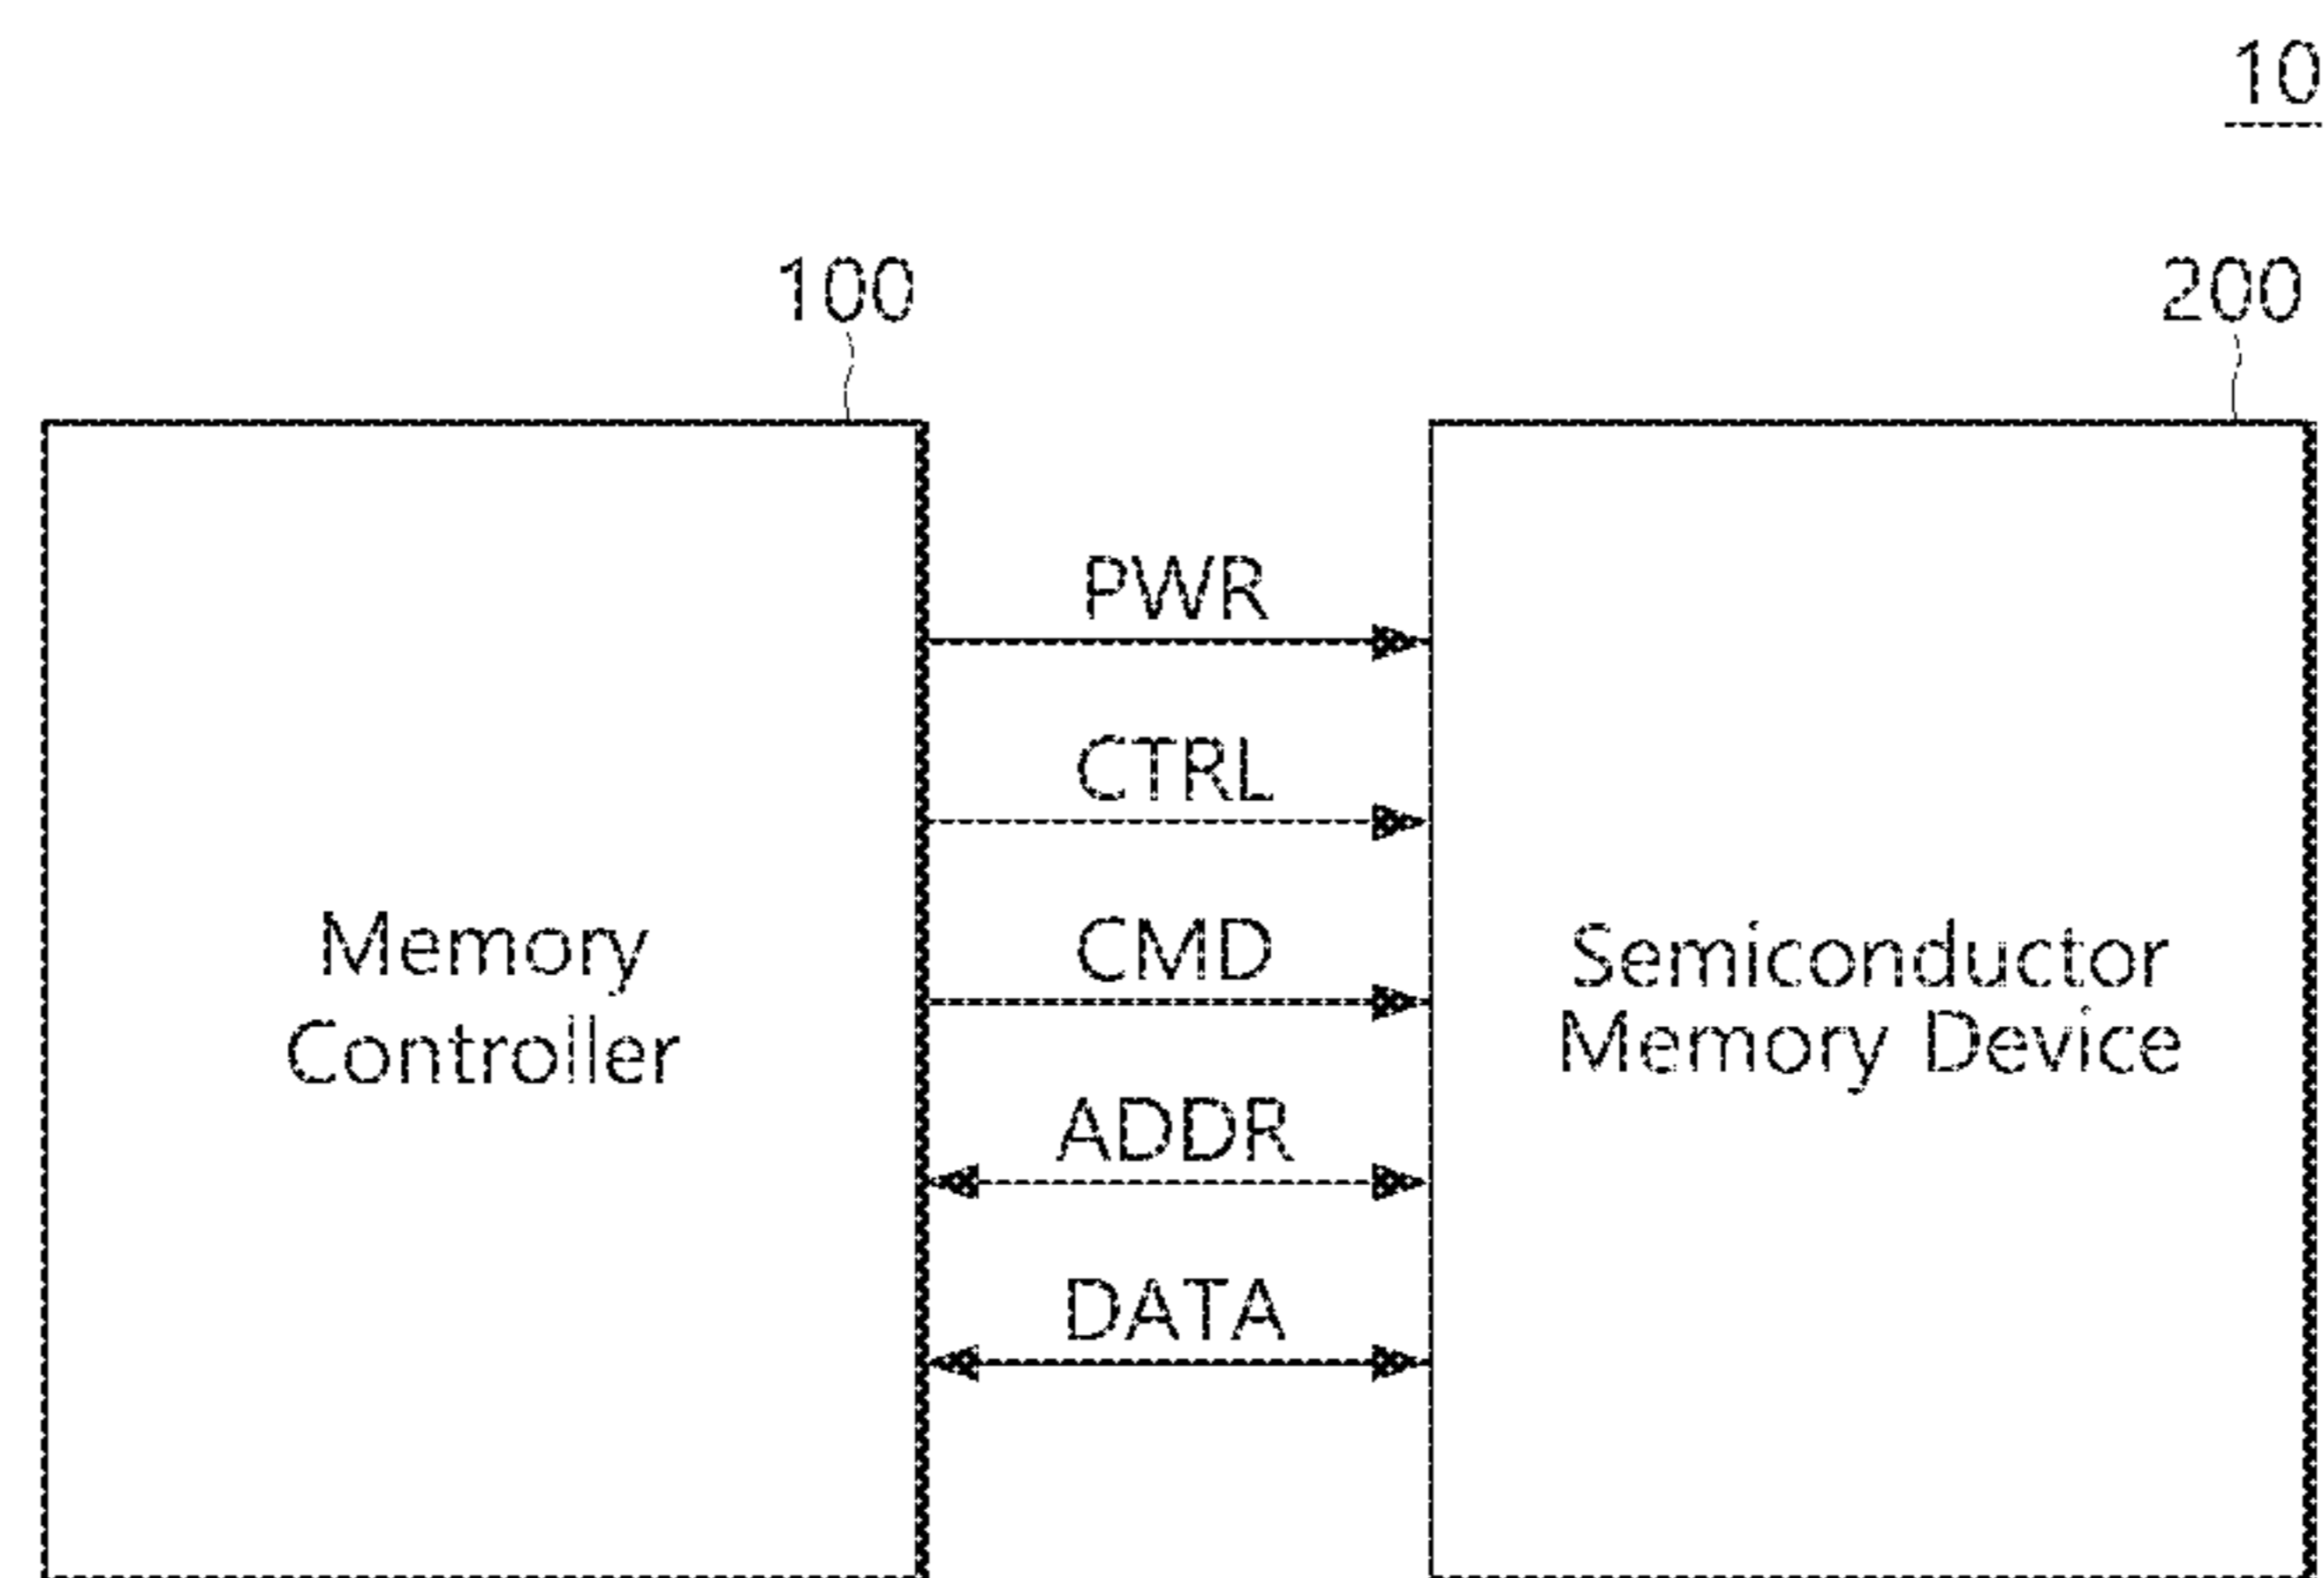 10
100
200
PWR
CTRL
CMD
ADDR
DATA
Memory
Controller
Semiconductor
Memory Device